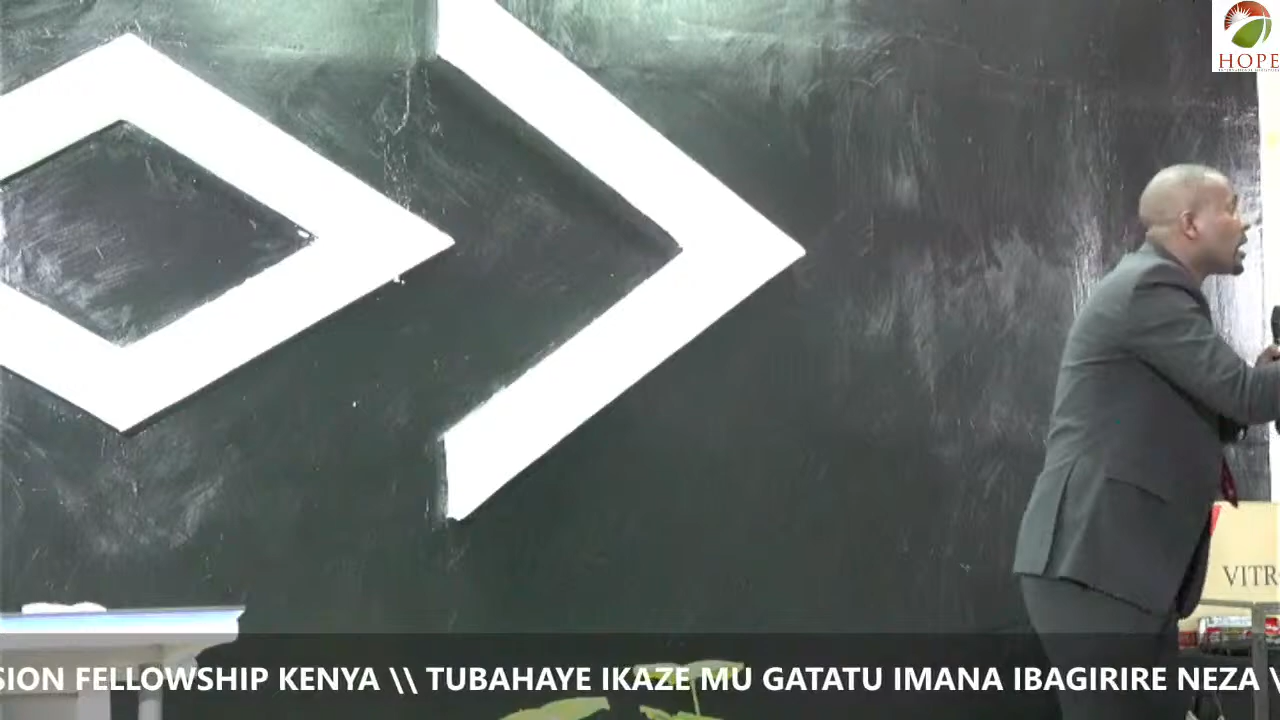 HOPE
VITR
SION FELLOWSHIP KENYA \\ TUBAHAYE IKAZE MU GATATU IMANA IBAGIRIRE NEZA \